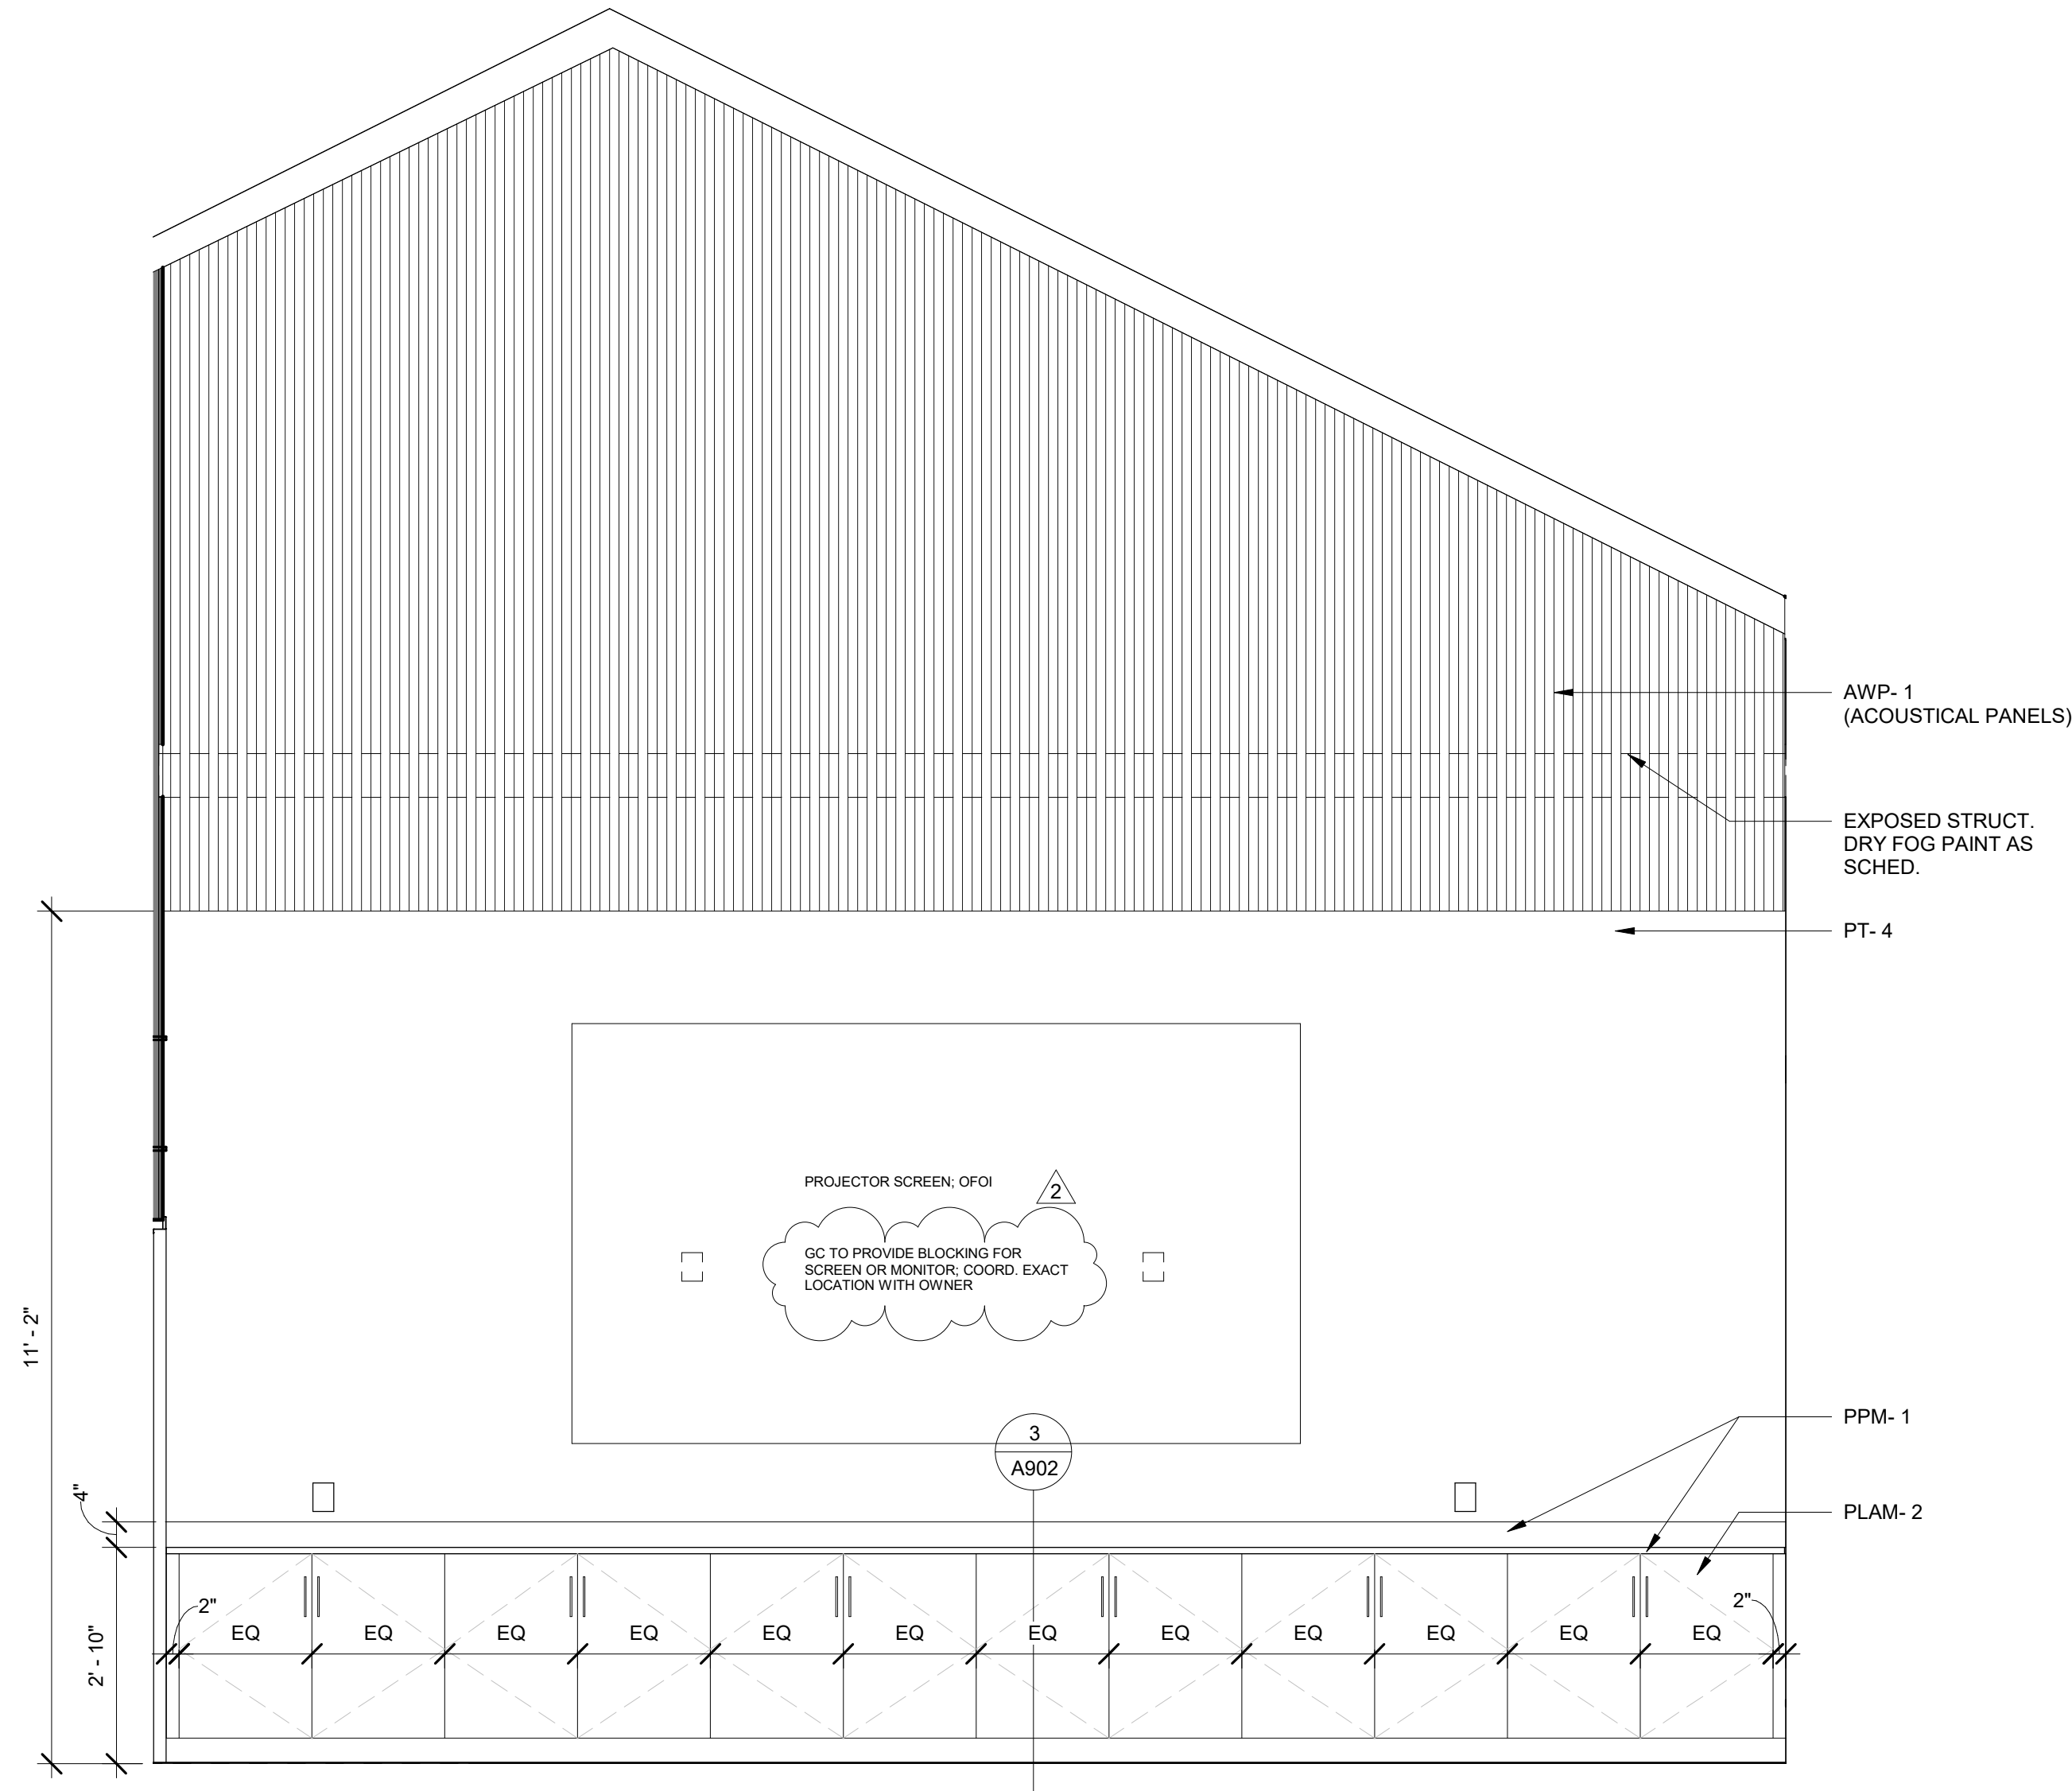 AWP- 1
(ACOUSTICAL PANELS)
EXPOSED STRUCT.
DRY FOG PAINT AS
SCHED.
PT- 4
PROJECTOR SCREEN; OFOI
2
GC TO PROVIDE BLOCKING FOR
SCREEN OR MONITOR; COORD. EXACT
LOCATION WITH OWNER
11' - 2"
3
A902
PPM- 1
4"
PLAM- 2
2"
2"
2' - 10"
EQ EQ EQ EQ EQ EQ EQ EQ EQ EQ EQ EQ